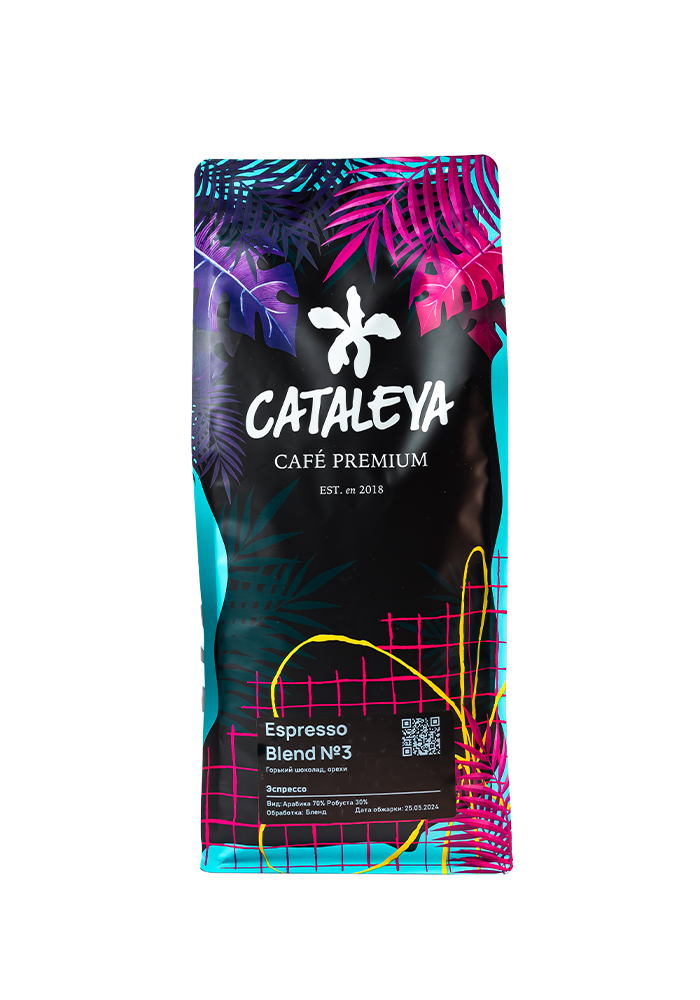 CATALEYA
CAFÉ PREMIUM
EST. en 2018
Espresso
Blend №3
Горький шоколад, орехи
Эспрессо
Вид: Арабика 70% Робуста 30%
Обработка: Бленд Дата обжарки: 25.05.2024